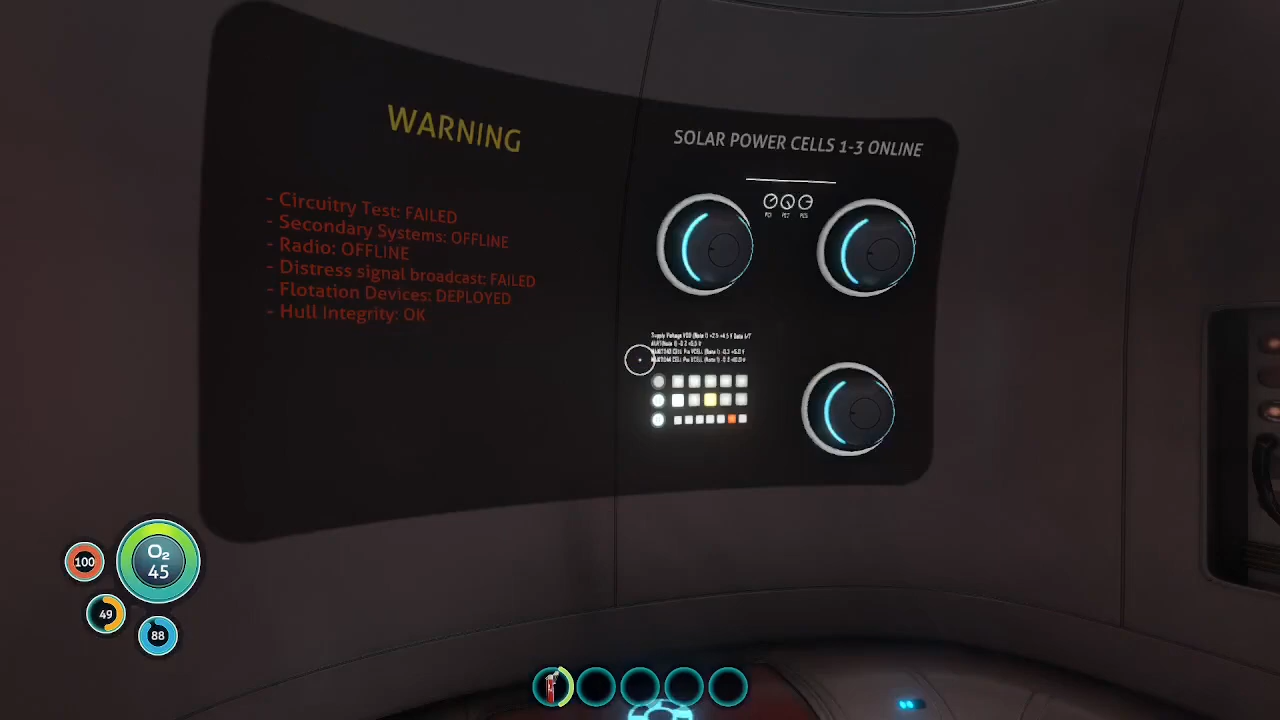 WARNING
- Circuitry Test: FAILED
- Secondary Systems: OFFLINE
- Radio: OFFLINE
- Distress signal broadcast: FAILED
- Flotation Devices: DEPLOYED
- Hull Integrity: OK
SOLAR POWER CELLS 1-3 ONLINE
O₂
45
100
49
88